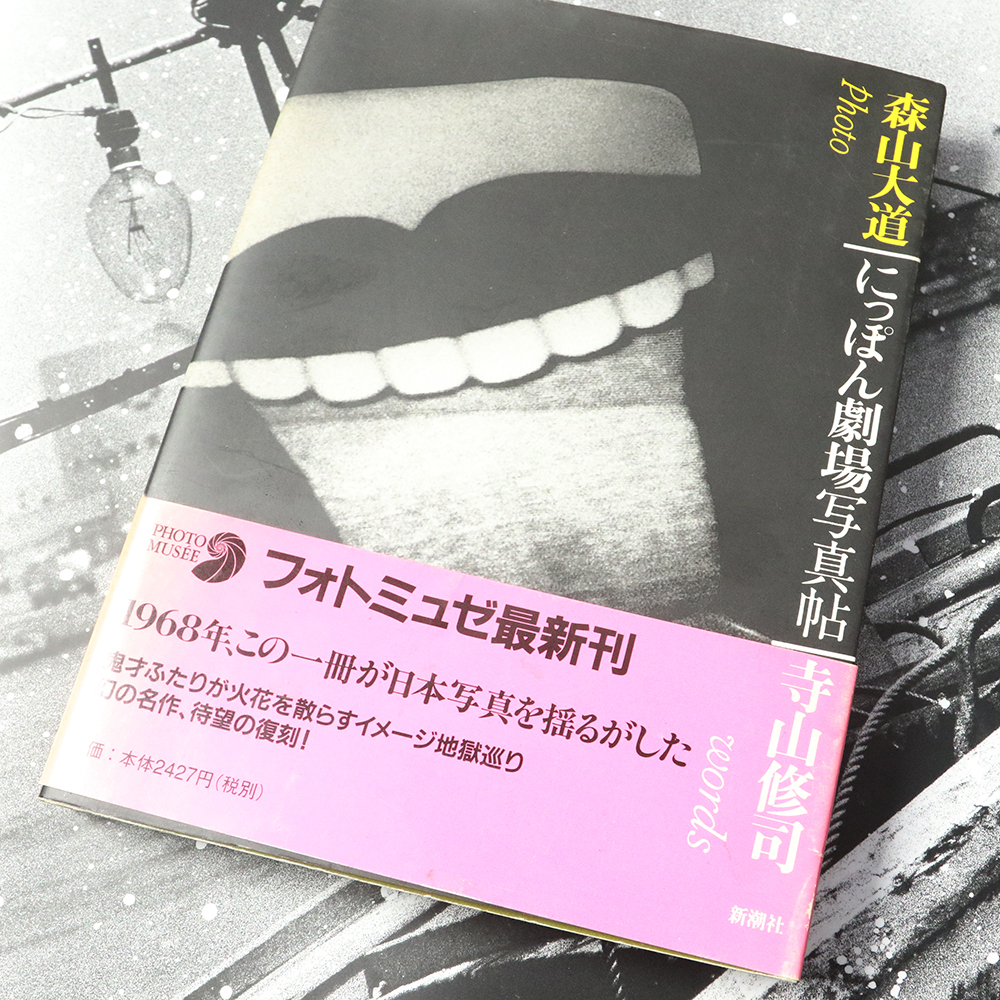 森山大道
Photo
にっぽん劇場写真帖
寺山修司
words
PHOTO
MUSÉE
フォトミュゼ最新刊
1968年、この一冊が日本写真を揺るがした
鬼才ふたりが火花を散らすイメージ地獄巡り
幻の名作、待望の復刻!
価:本体2427円(税別)
新潮社